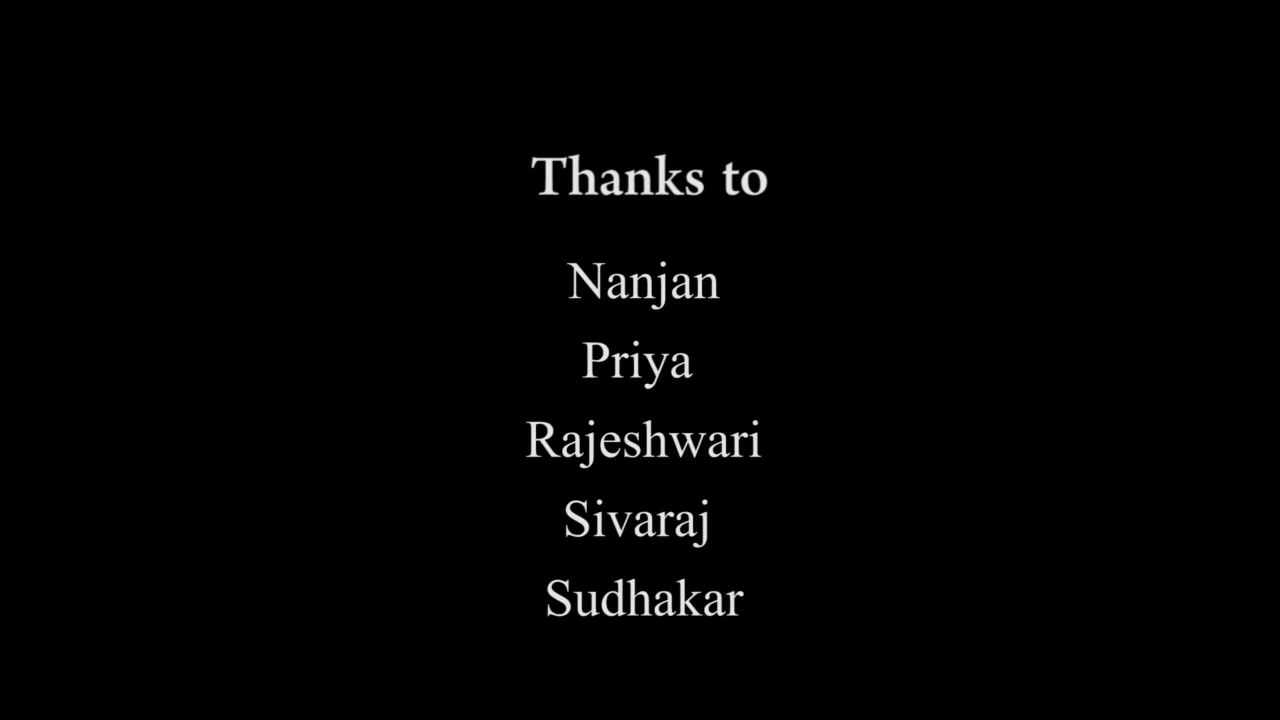 Thanks to
Nanjan
Priya
Rajeshwari
Sivaraj
Sudhakar